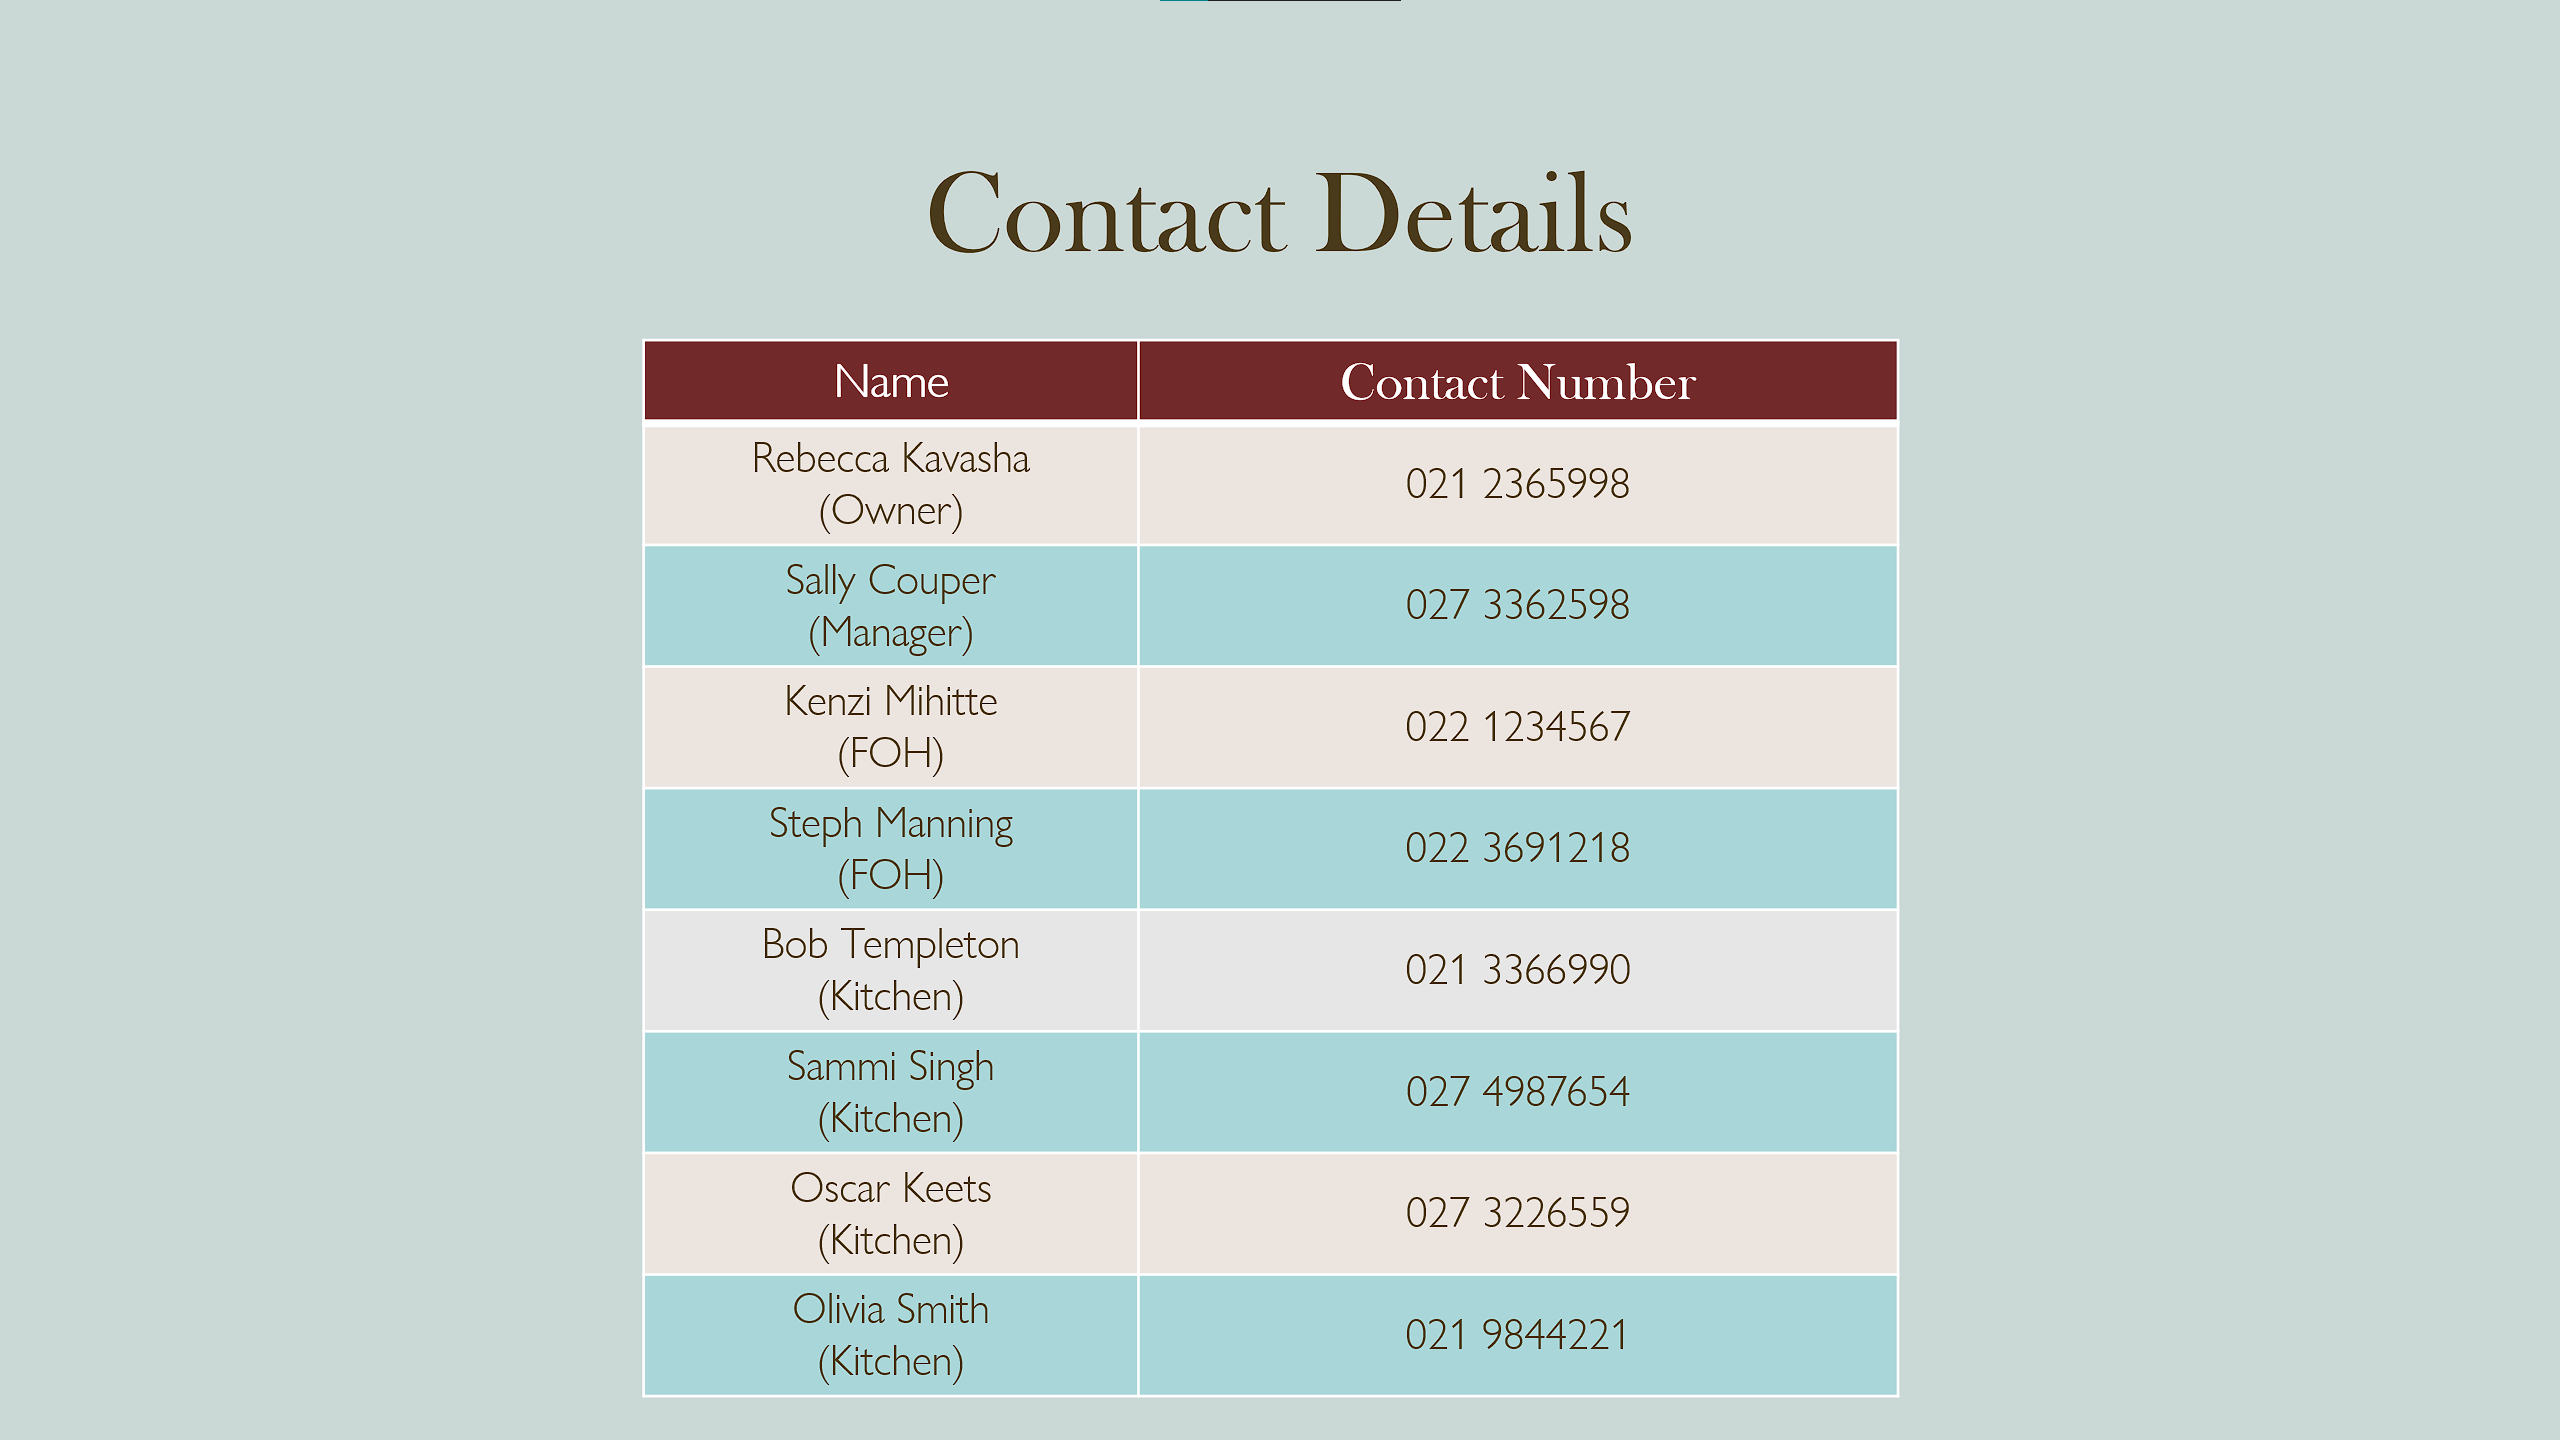 Contact Details
Name
Contact Number
Rebecca Kavasha
(Owner)
021 2365998
Sally Couper
(Manager)
027 3362598
Kenzi Mihitte
(FOH)
022 1234567
Steph Manning
(FOH)
022 3691218
Bob Templeton
(Kitchen)
021 3366990
Sammi Singh
(Kitchen)
027 4987654
Oscar Keets
(Kitchen)
027 3226559
Olivia Smith
(Kitchen)
021 9844221